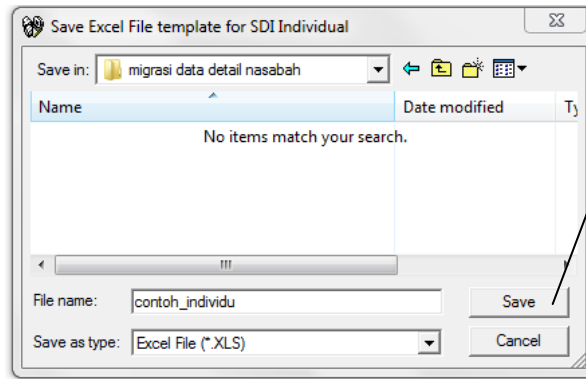 Save Excel File template for SDI Individual
Save in: migrasi data detail nasabah
Name Date modified Ty
No items match your search.
File name: contoh_individu Save
Save as type: Excel File (*.XLS) Cancel